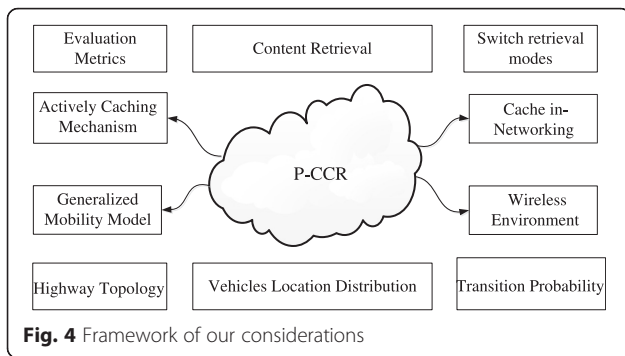 Evaluation
Metrics
Content Retrieval
Switch retrieval
modes
Actively Caching
Mechanism
Cache in-
Networking
P-CCR
Generalized
Mobility Model
Wireless
Environment
Highway Topology
Vehicles Location Distribution
Transition Probability
Fig. 4 Framework of our considerations